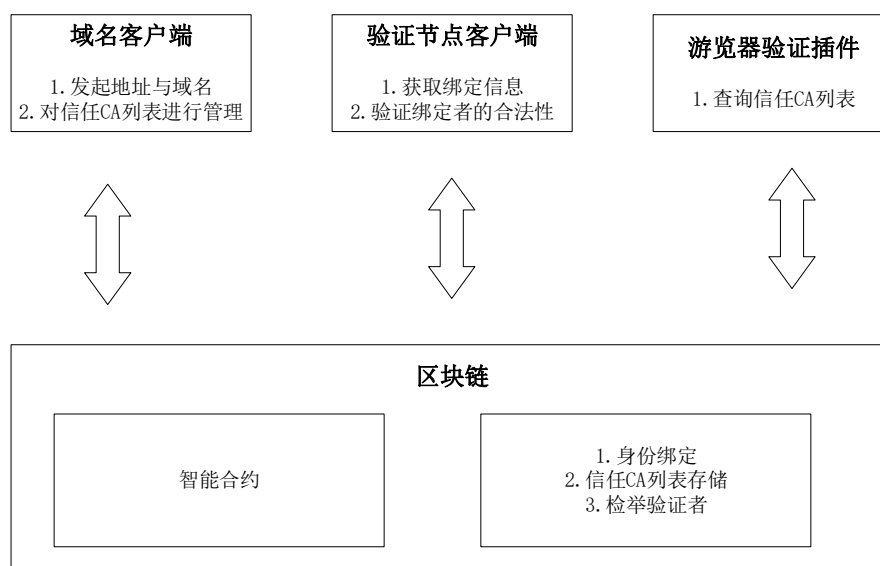 域名客户端
1.发起地址与域名
2.对信任CA列表进行管理
验证节点客户端
1.获取绑定信息
2.验证绑定者的合法性
游览器验证插件
1.查询信任CA列表
区块链
智能合约
1.身份绑定
2.信任CA列表存储
3.检举验证者